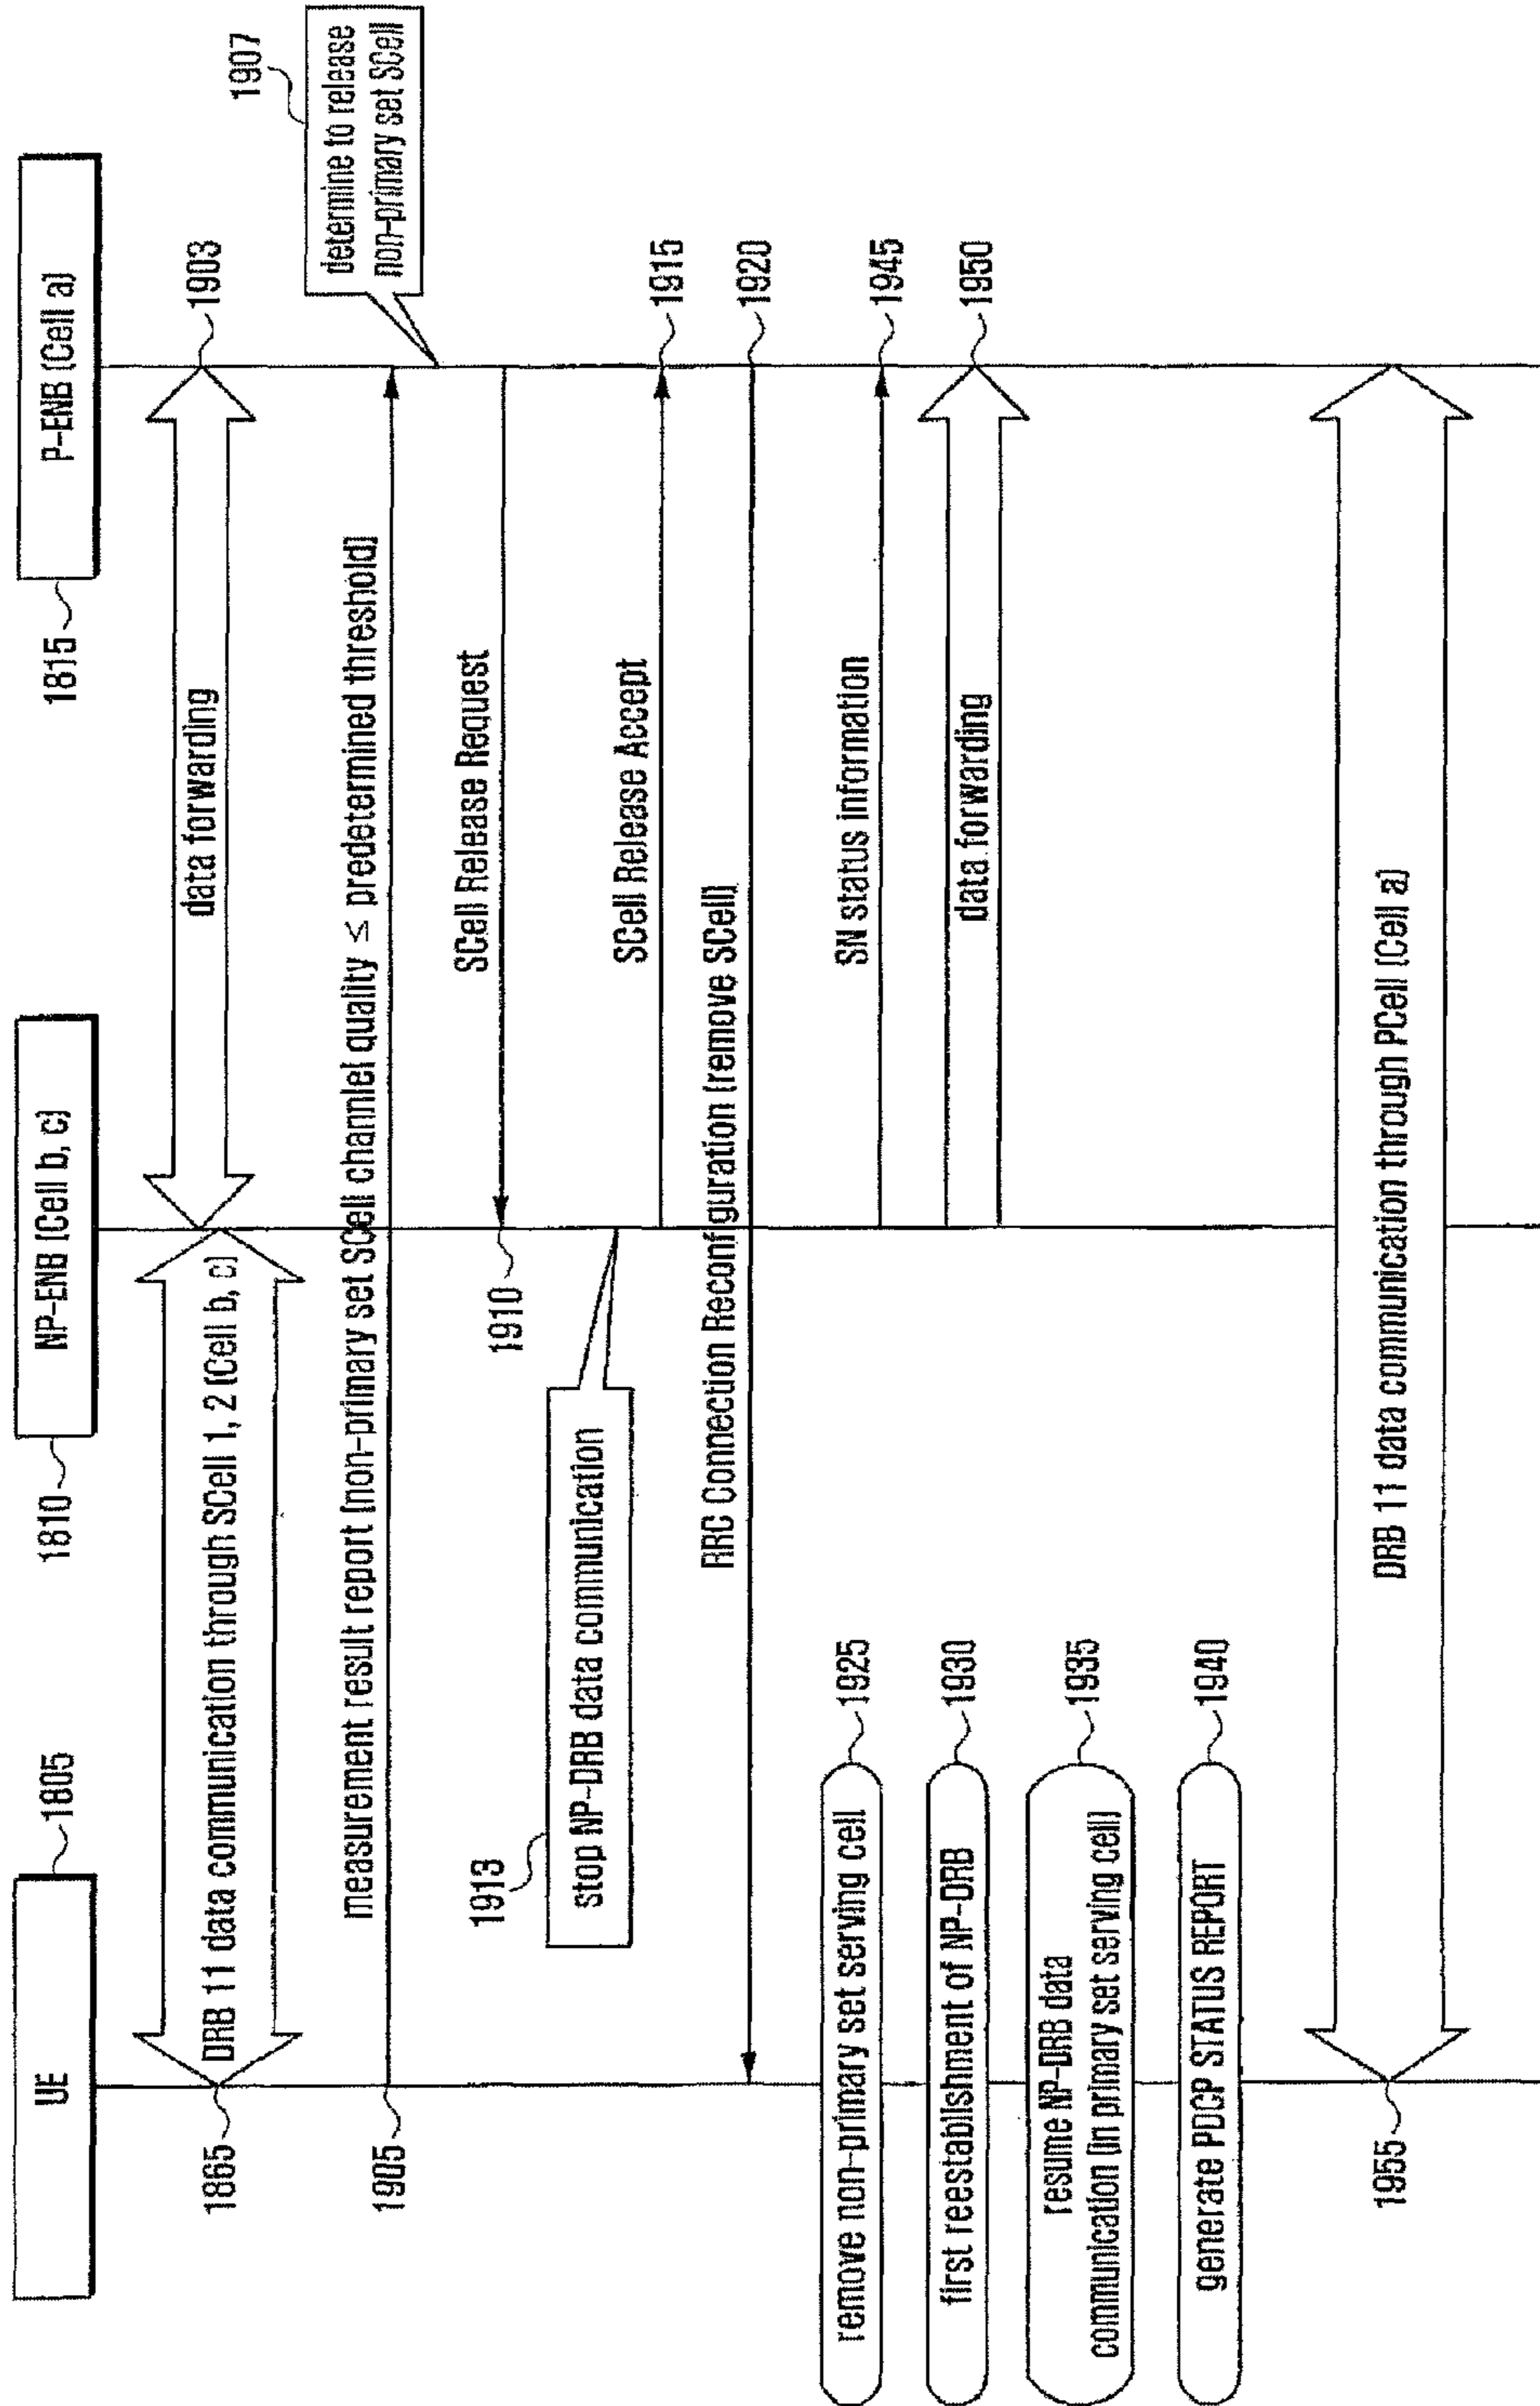 UE
1805
NP-ENB (Cell b, c)
1810
P-ENB (Cell a)
1815
DRB 11 data communication through SCell 1, 2 (Cell b, c)
1865
data forwarding
1903
measurement result report (non-primary set SCell channel quality ≤ predetermined threshold)
1905
1907
determine to release
non-primary set SCell
SCell Release Request
1910
1913
stop NP-DRB data communication
SCell Release Accept
1915
RRC Connection Reconfiguration (remove SCell)
1920
remove non-primary set serving cell
1925
first reestablishment of NP-DRB
1930
resume NP-DRB data
communication (in primary set serving cell)
1935
generate PDCP STATUS REPORT
1940
SN status information
1945
data forwarding
1950
DRB 11 data communication through PCell (Cell a)
1955